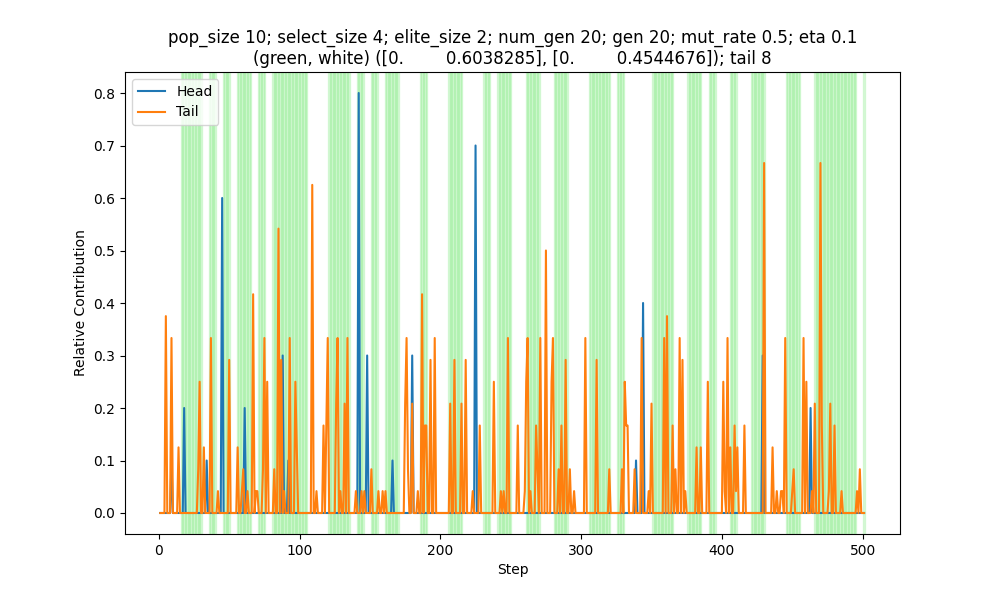 pop_size 10; select_size 4; elite_size 2; num_gen 20; gen 20; mut_rate 0.5; eta 0.1
(green, white) ([0. 0.6038285], [0. 0.4544676]); tail 8
Head
Tail
Relative Contribution
0.8
0.7
0.6
0.5
0.4
0.3
0.2
0.1
0.0
0 100 200 300 400 500
Step